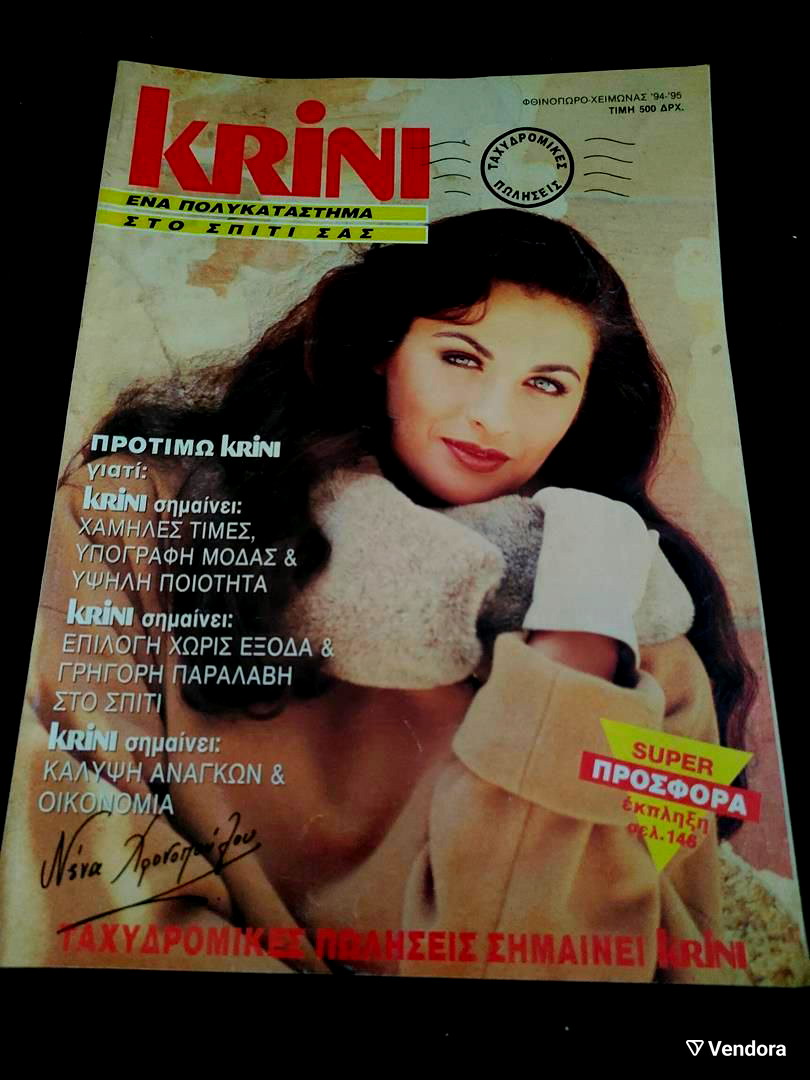 ΦΘΙΝΟΠΩΡΟ-ΧΕΙΜΩΝΑΣ '94-'95
ΤΙΜΗ 500 ΔΡΧ.
KRiNi
ΤΑΧΥΔΡΟΜΙΚΕΣ
ΠΩΛΗΣΕΙΣ
ΕΝΑ ΠΟΛΥΚΑΤΑΣΤΗΜΑ
ΣΤΟ ΣΠΙΤΙ ΣΑΣ
ΠΡΟΤΙΜΩ KRiNi
γιατί:
KRiNi σημαίνει:
ΧΑΜΗΛΕΣ ΤΙΜΕΣ,
ΥΠΟΓΡΑΦΗ ΜΟΔΑΣ &
ΥΨΗΛΗ ΠΟΙΟΤΗΤΑ
KRiNi σημαίνει:
ΕΠΙΛΟΓΗ ΧΩΡΙΣ ΕΞΟΔΑ &
ΓΡΗΓΟΡΗ ΠΑΡΑΛΑΒΗ
ΣΤΟ ΣΠΙΤΙ
KRiNi σημαίνει:
ΚΑΛΥΨΗ ΑΝΑΓΚΩΝ &
ΟΙΚΟΝΟΜΙΑ
Νένα Χρονοπούλου
SUPER
ΠΡΟΣΦΟΡΑ
έκπληξη
σελ. 146
ΤΑΧΥΔΡΟΜΙΚΕΣ ΠΩΛΗΣΕΙΣ ΣΗΜΑΙΝΕΙ KRiNi
Vendora